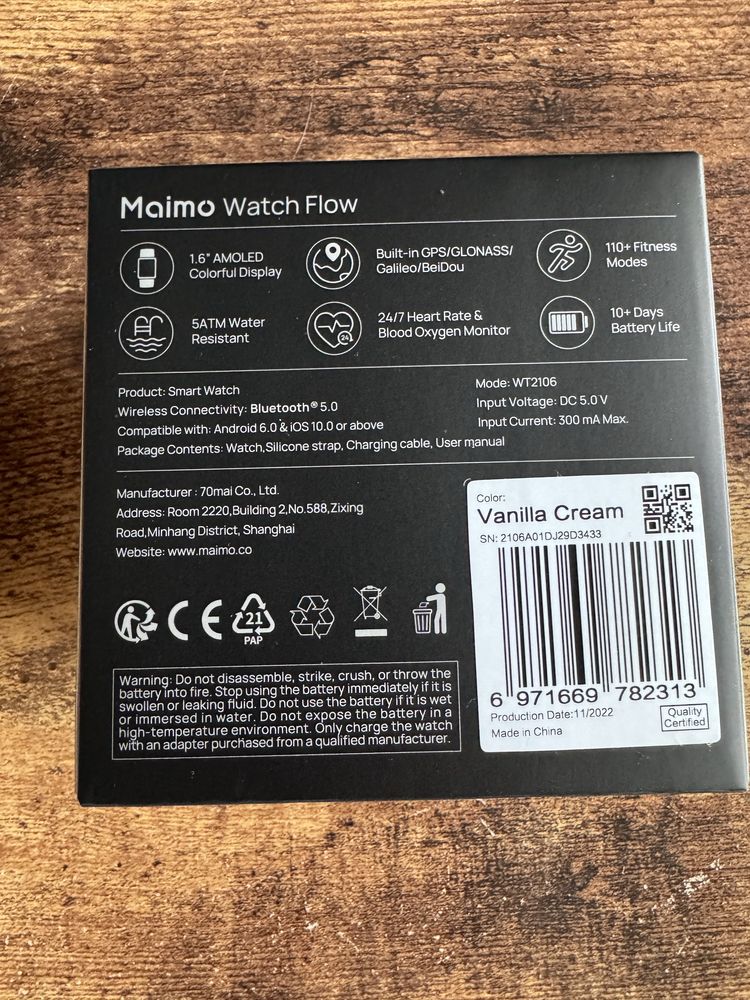 Maimo Watch Flow
1.6" AMOLED
Colorful Display
Built-in GPS/GLONASS/
Galileo/BeiDou
110+ Fitness
Modes
5ATM Water
Resistant
24/7 Heart Rate &
Blood Oxygen Monitor
24
10+ Days
Battery Life
Product: Smart Watch
Wireless Connectivity: Bluetooth® 5.0
Compatible with: Android 6.0 & iOS 10.0 or above
Package Contents: Watch,Silicone strap, Charging cable, User manual
Mode: WT2106
Input Voltage: DC 5.0 V
Input Current: 300 mA Max.
Manufacturer : 70mai Co., Ltd.
Address: Room 2220,Building 2,No.588,Zixing
Road,Minhang District, Shanghai
Website: www.maimo.co
CE
21
PAP
Warning: Do not disassemble, strike, crush, or throw the
battery into fire. Stop using the battery immediately if it is
swollen or leaking fluid. Do not use the battery if it is wet
or immersed in water. Do not expose the battery in a
high-temperature environment. Only charge the watch
with an adapter purchased from a qualified manufacturer.
Color:
Vanilla Cream
SN: 2106A01DJ29D3433
6 971669 782313
Production Date:11/2022
Made in China
Quality
Certified